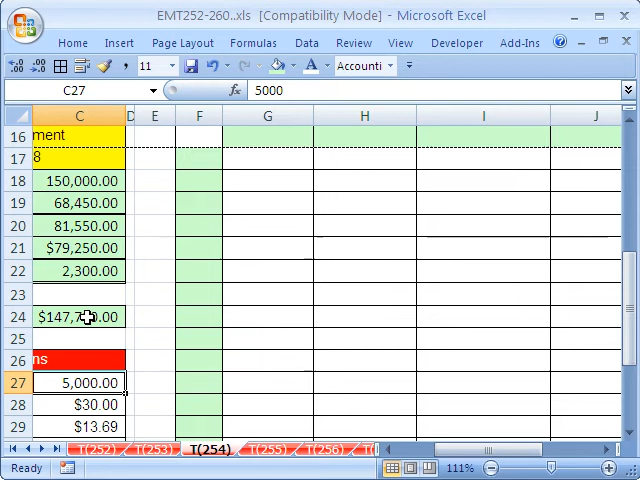 EMT252-260..xls [Compatibility Mode] - Microsoft Excel
Home Insert Page Layout Formulas Data Review View Developer Add-Ins
11 Accounti
C27 fx 5000
C D E F G H I J
16 ment
17 8
18 150,000.00
19 68,450.00
20 81,550.00
21 $79,250.00
22 2,300.00
23
24 .00
25
26 ns
27 5,000.00
28 $30.00
29 $13.69
T(252) T(253) T(254) T(255) T(256)
Ready 111%